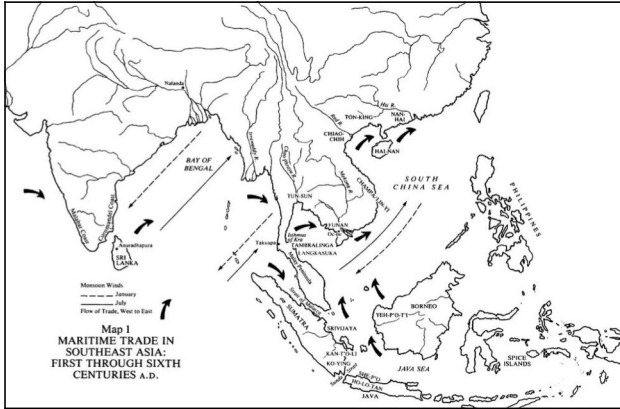 Nalanda
Hsi R.
TON-KING
NAN-
HAI
Red R.
CHIAO-
CHIH
HAI-NAN
Irrawaddy R.
Chao Phraya R.
Mekong R.
BAY OF
BENGAL
SOUTH
CHINA SEA
CHAMPA/LIN-YI
PHILIPPINES
TUN-SUN
Malabar Coast
Coromandel Coast
Anuradhapura
SRI
LANKA
FUNAN
Oc-Eo
Isthmus
of Kra
Takuapa
TAMBRALINGA
LANGKASUKA
Malay Peninsula
Strait of Malacca
SUMATRA
SRIVIJAYA
BORNEO
YEH-P'O-T'I
KAN-T'O-LI
KO-YING
Sunda Strait
JAVA SEA
SPICE
ISLANDS
SHE-P'O
HO-LO-TAN
JAVA
Monsoon Winds
January
July
Flow of Trade, West to East
Map 1
MARITIME TRADE IN
SOUTHEAST ASIA:
FIRST THROUGH SIXTH
CENTURIES A.D.